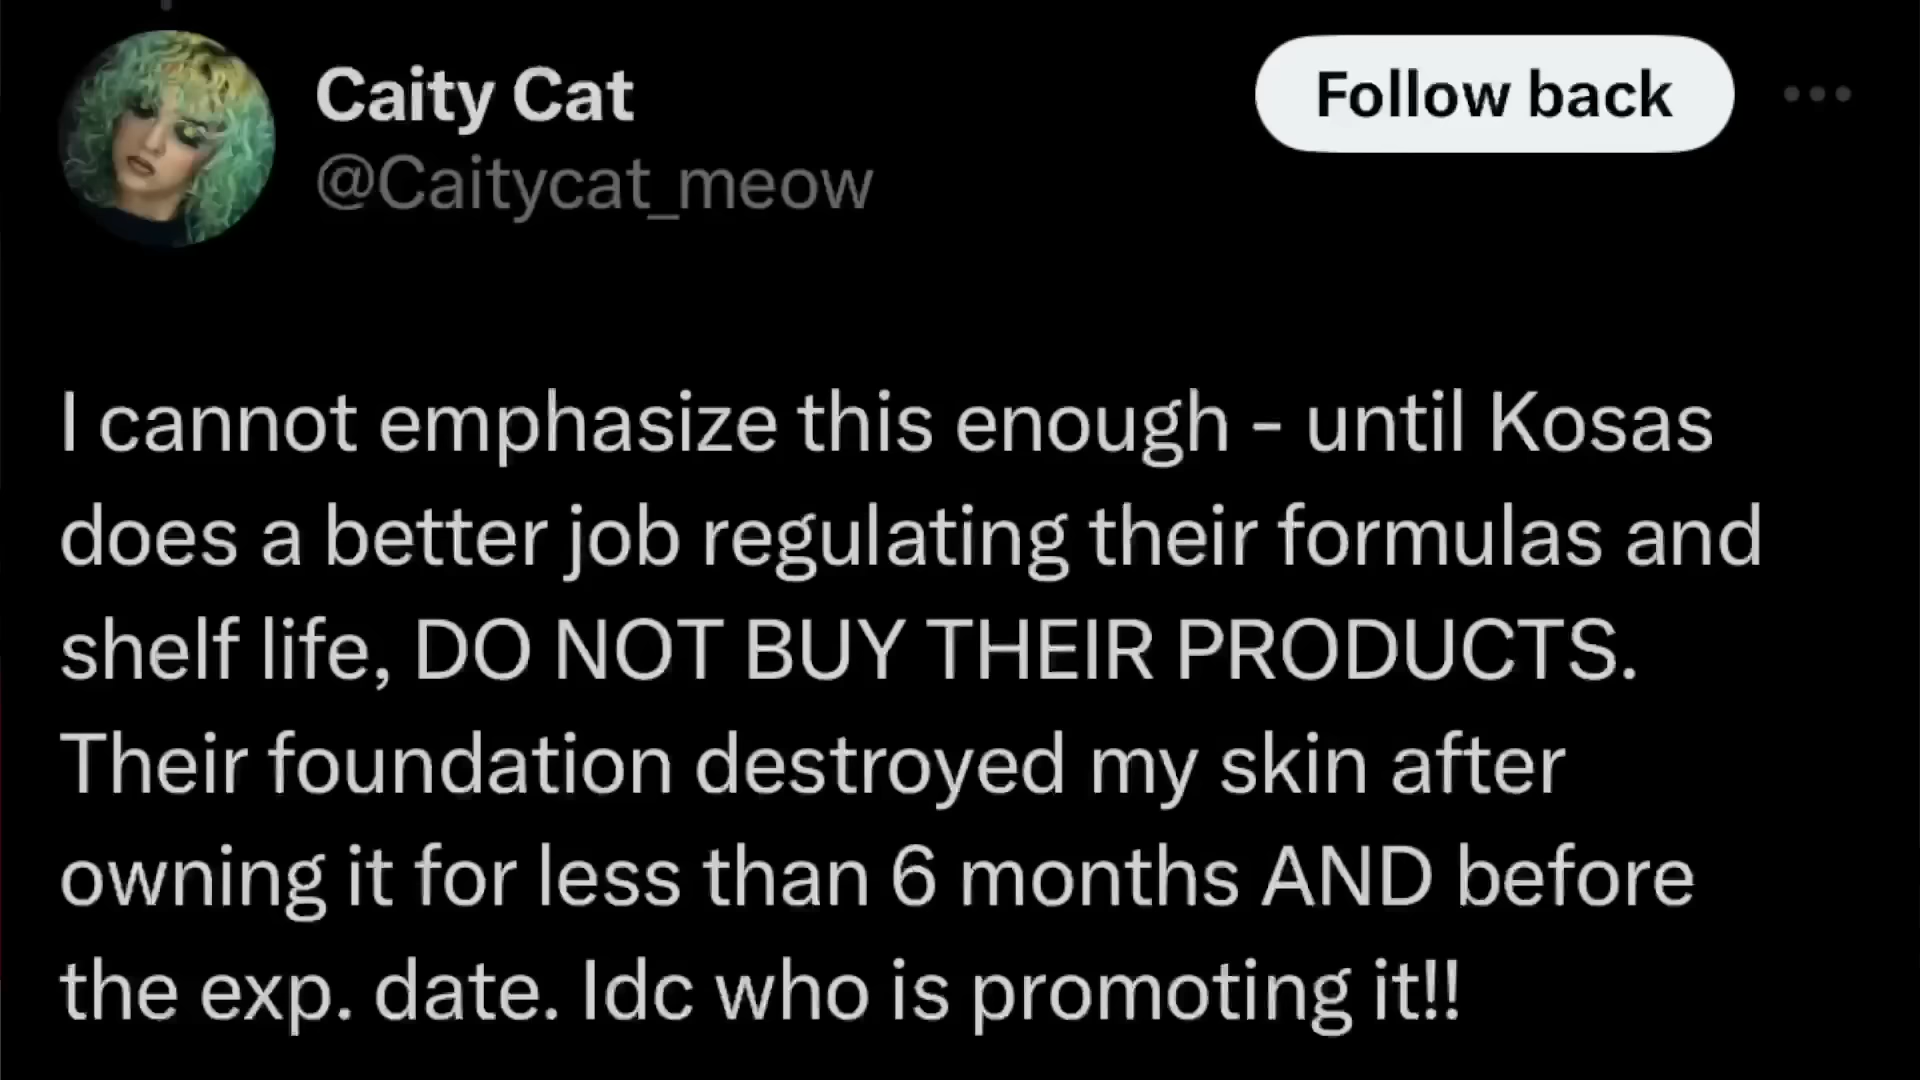 Caity Cat
Follow back
@Caitycat_meow
I cannot emphasize this enough - until Kosas
does a better job regulating their formulas and
shelf life, DO NOT BUY THEIR PRODUCTS.
Their foundation destroyed my skin after
owning it for less than 6 months AND before
the exp. date. Idc who is promoting it!!